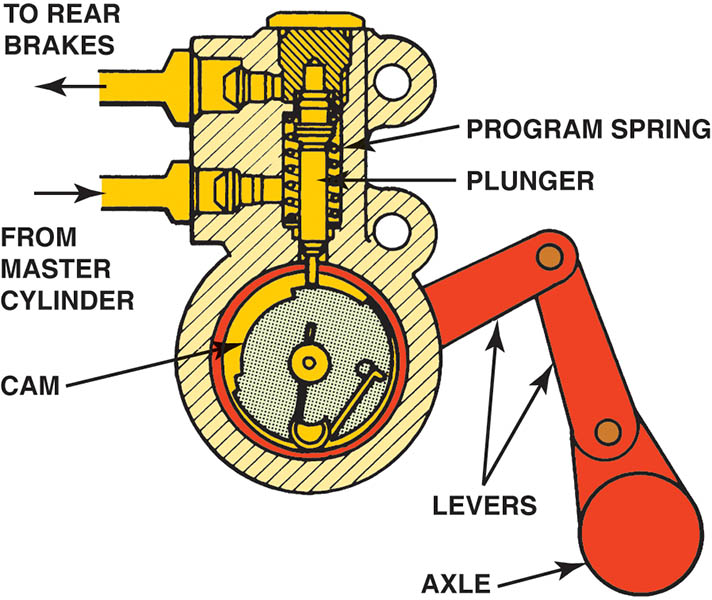 TO REAR
BRAKES
PROGRAM SPRING
PLUNGER
FROM
MASTER
CYLINDER
CAM
LEVERS
AXLE